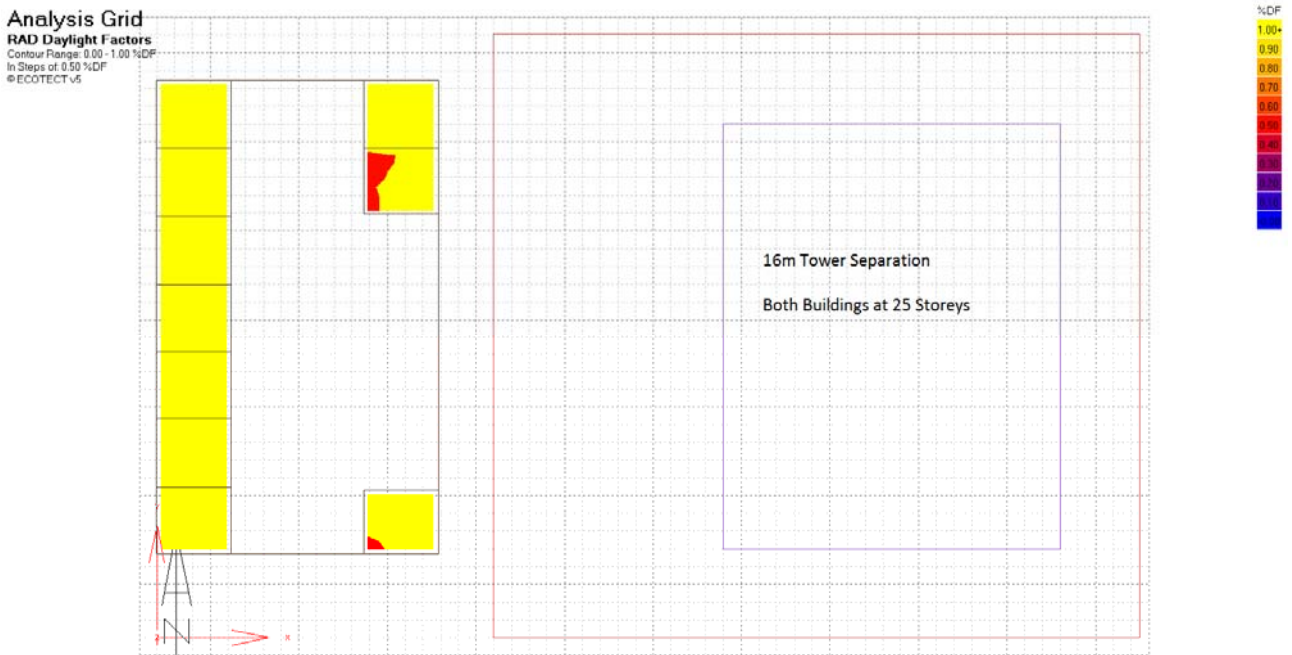 Analysis Grid
RAD Daylight Factors
Contour Range: 0.00 - 1.00 %DF
In Steps of: 0.50 %DF
© ECOTECT v5
%DF
1.00+
0.90
0.80
0.70
0.60
0.50
0.40
0.30
0.20
0.10
16m Tower Separation
Both Buildings at 25 Storeys
Y
N
X